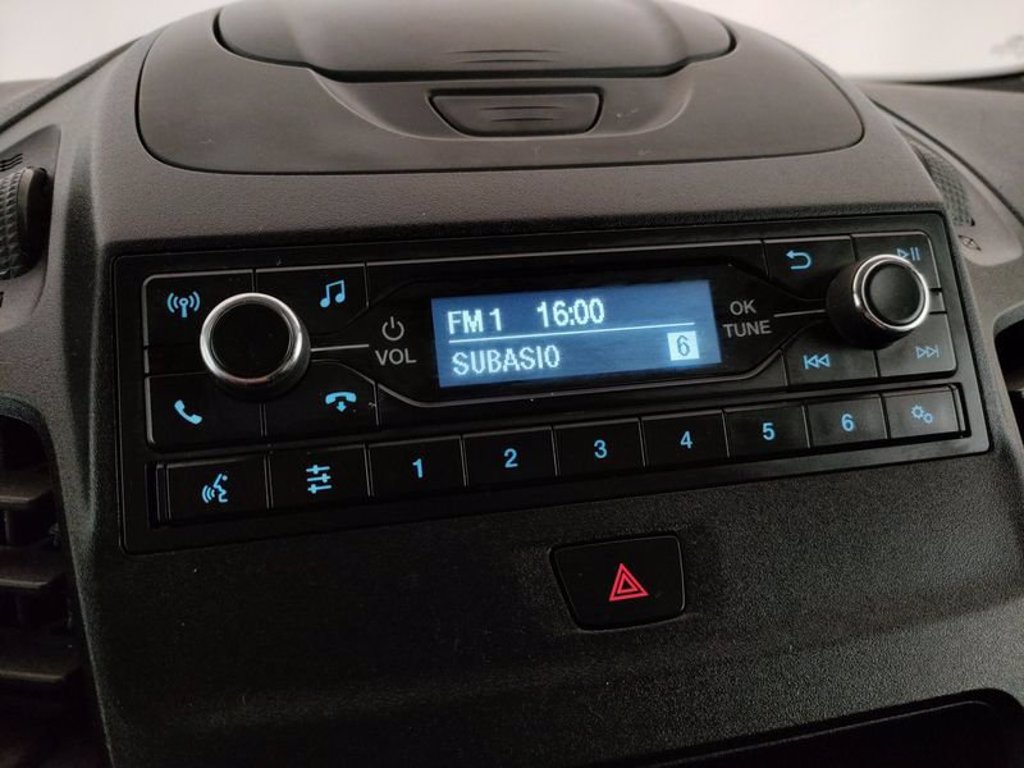 FM 1 16:00
SUBASIO 6
VOL
OK
TUNE
1 2 3 4 5 6